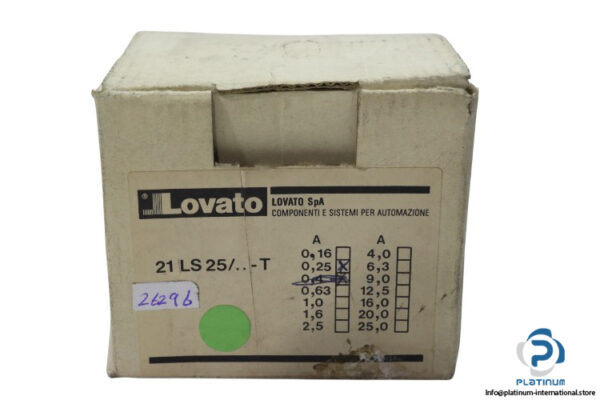 ® Lovato
LOVATO SpA
COMPONENTI E SISTEMI PER AUTOMAZIONE
21 LS 25/..-T
A A
0,16 4,0
0,25 X 6,3
0,4 X 9,0
0,63 12,5
1,0 16,0
1,6 20,0
2,5 25,0
26296
P
PLATINUM
Info@platinum-international.store